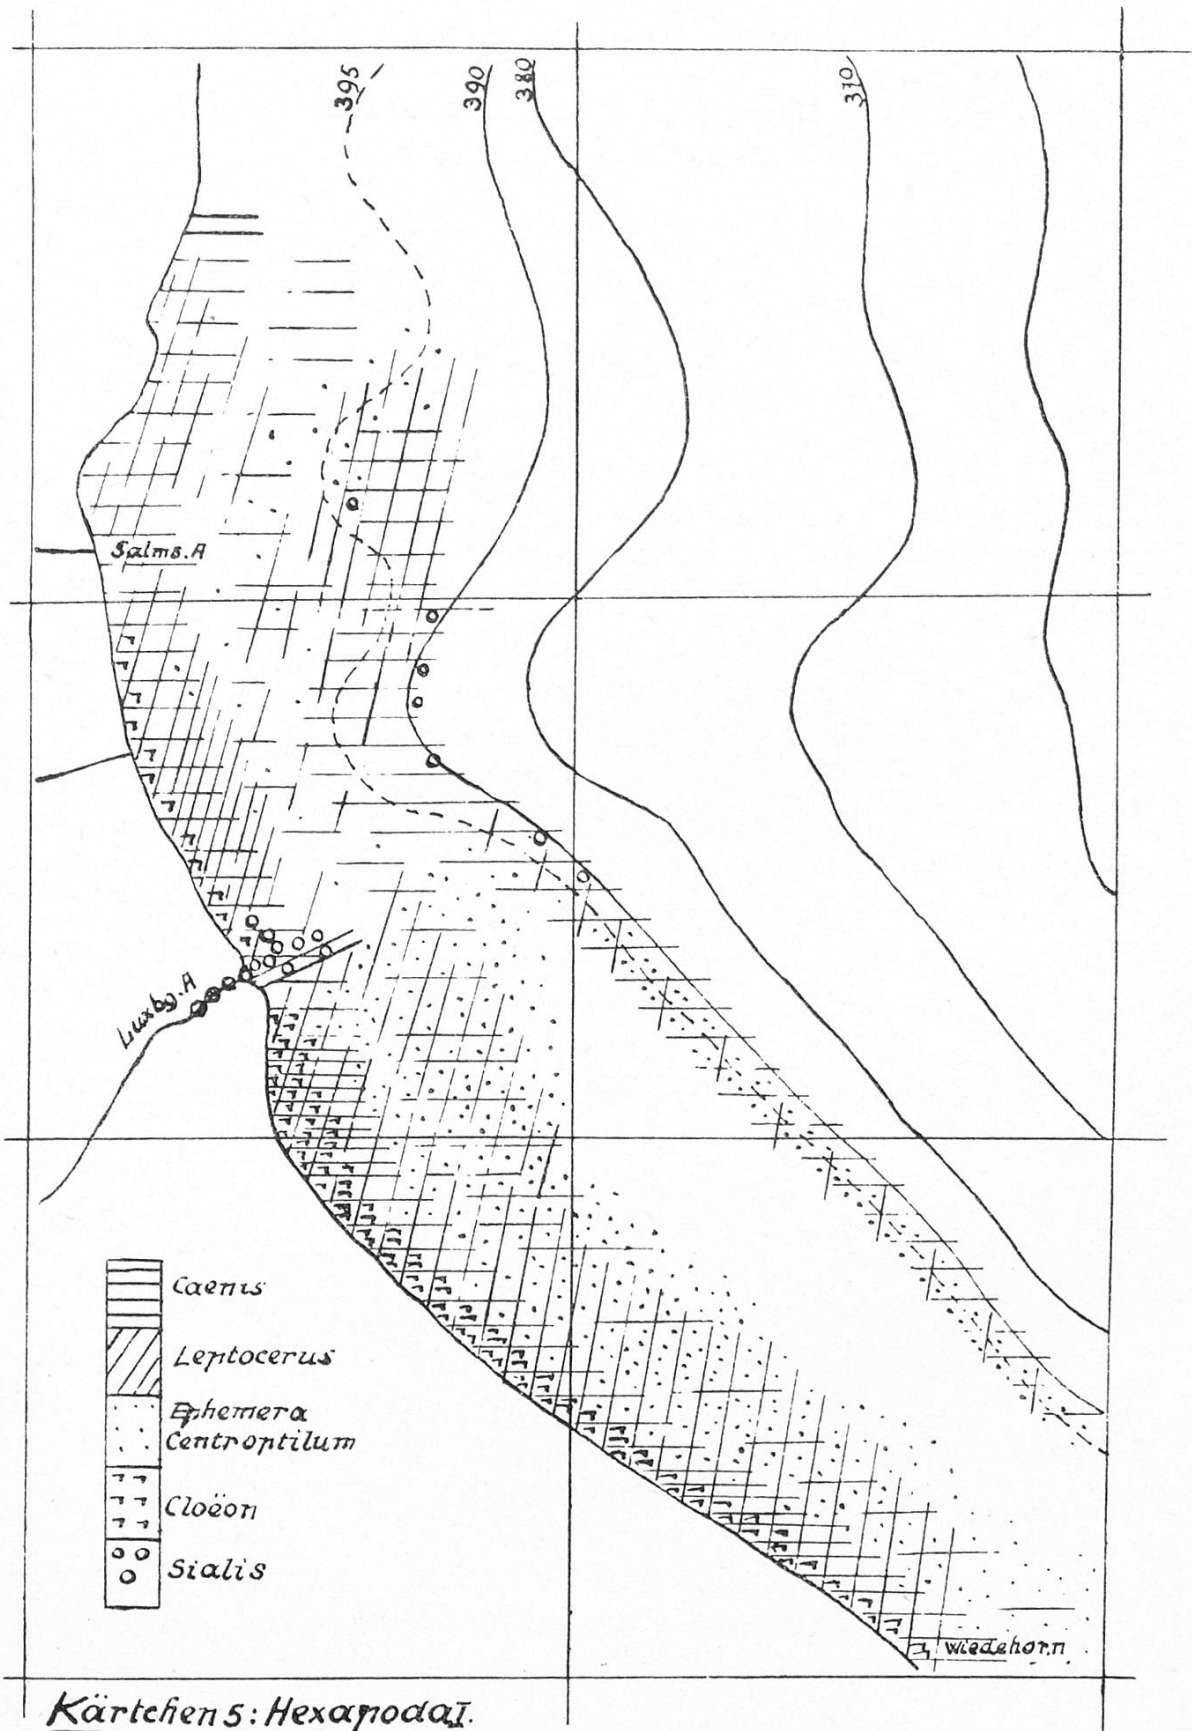 395
390
380
370
Salms. A
Luxbg. A
Caenis
Leptocerus
Ephemera
Centroptilum
Cloëon
Sialis
Wiedehorn
Kärtchen 5: Hexapoda I.